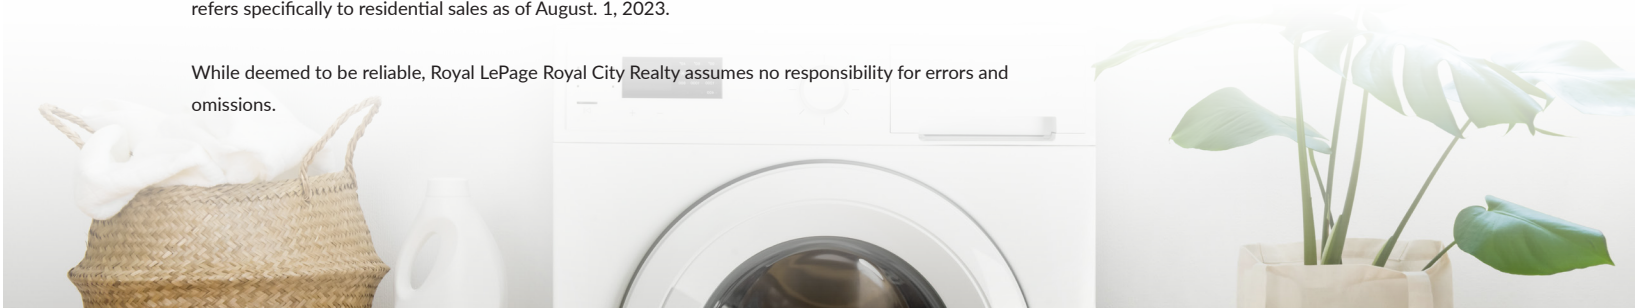 refers specifically to residential sales as of August. 1, 2023.
While deemed to be reliable, Royal LePage Royal City Realty assumes no responsibility for errors and
omissions.